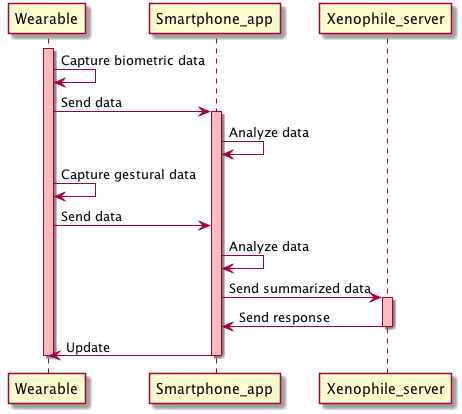 Wearable
Smartphone_app
Xenophile_server
Capture biometric data
Send data
Analyze data
Capture gestural data
Send data
Analyze data
Send summarized data
Send response
Update
Wearable
Smartphone_app
Xenophile_server